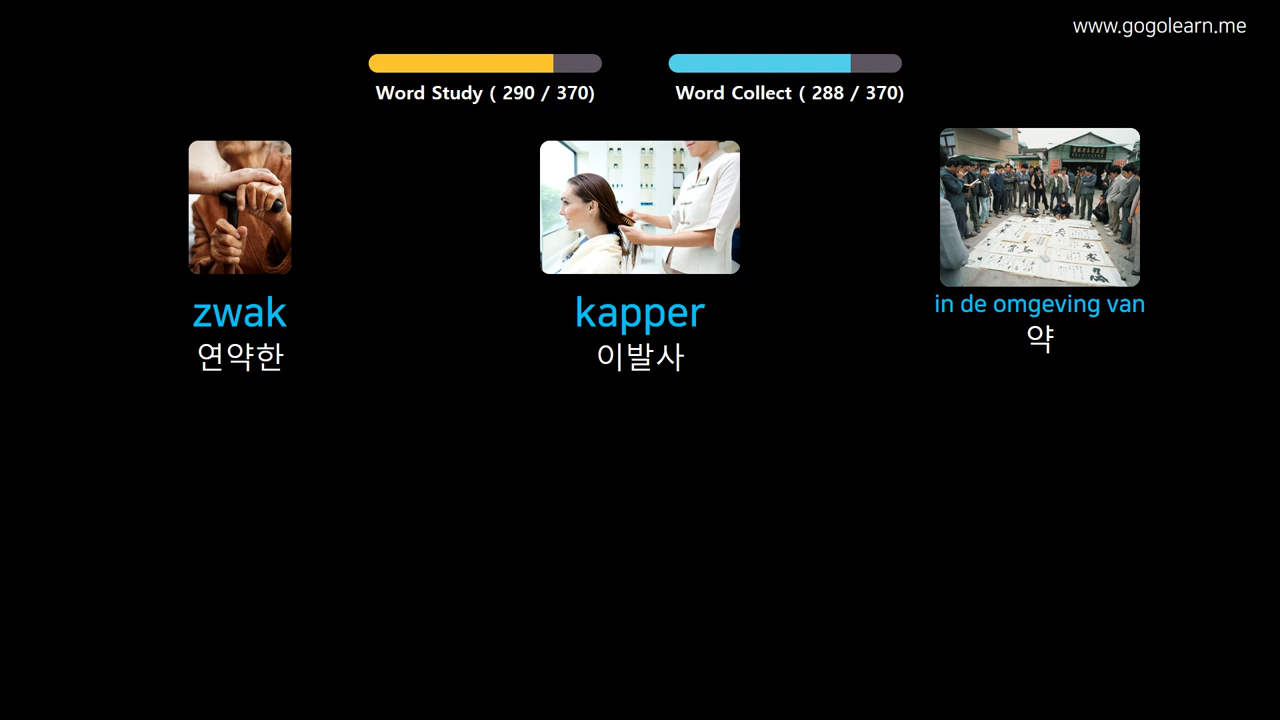 www.gogolearn.me
Word Study ( 290 / 370)
Word Collect ( 288 / 370)
zwak
연약한
kapper
이발사
in de omgeving van
약